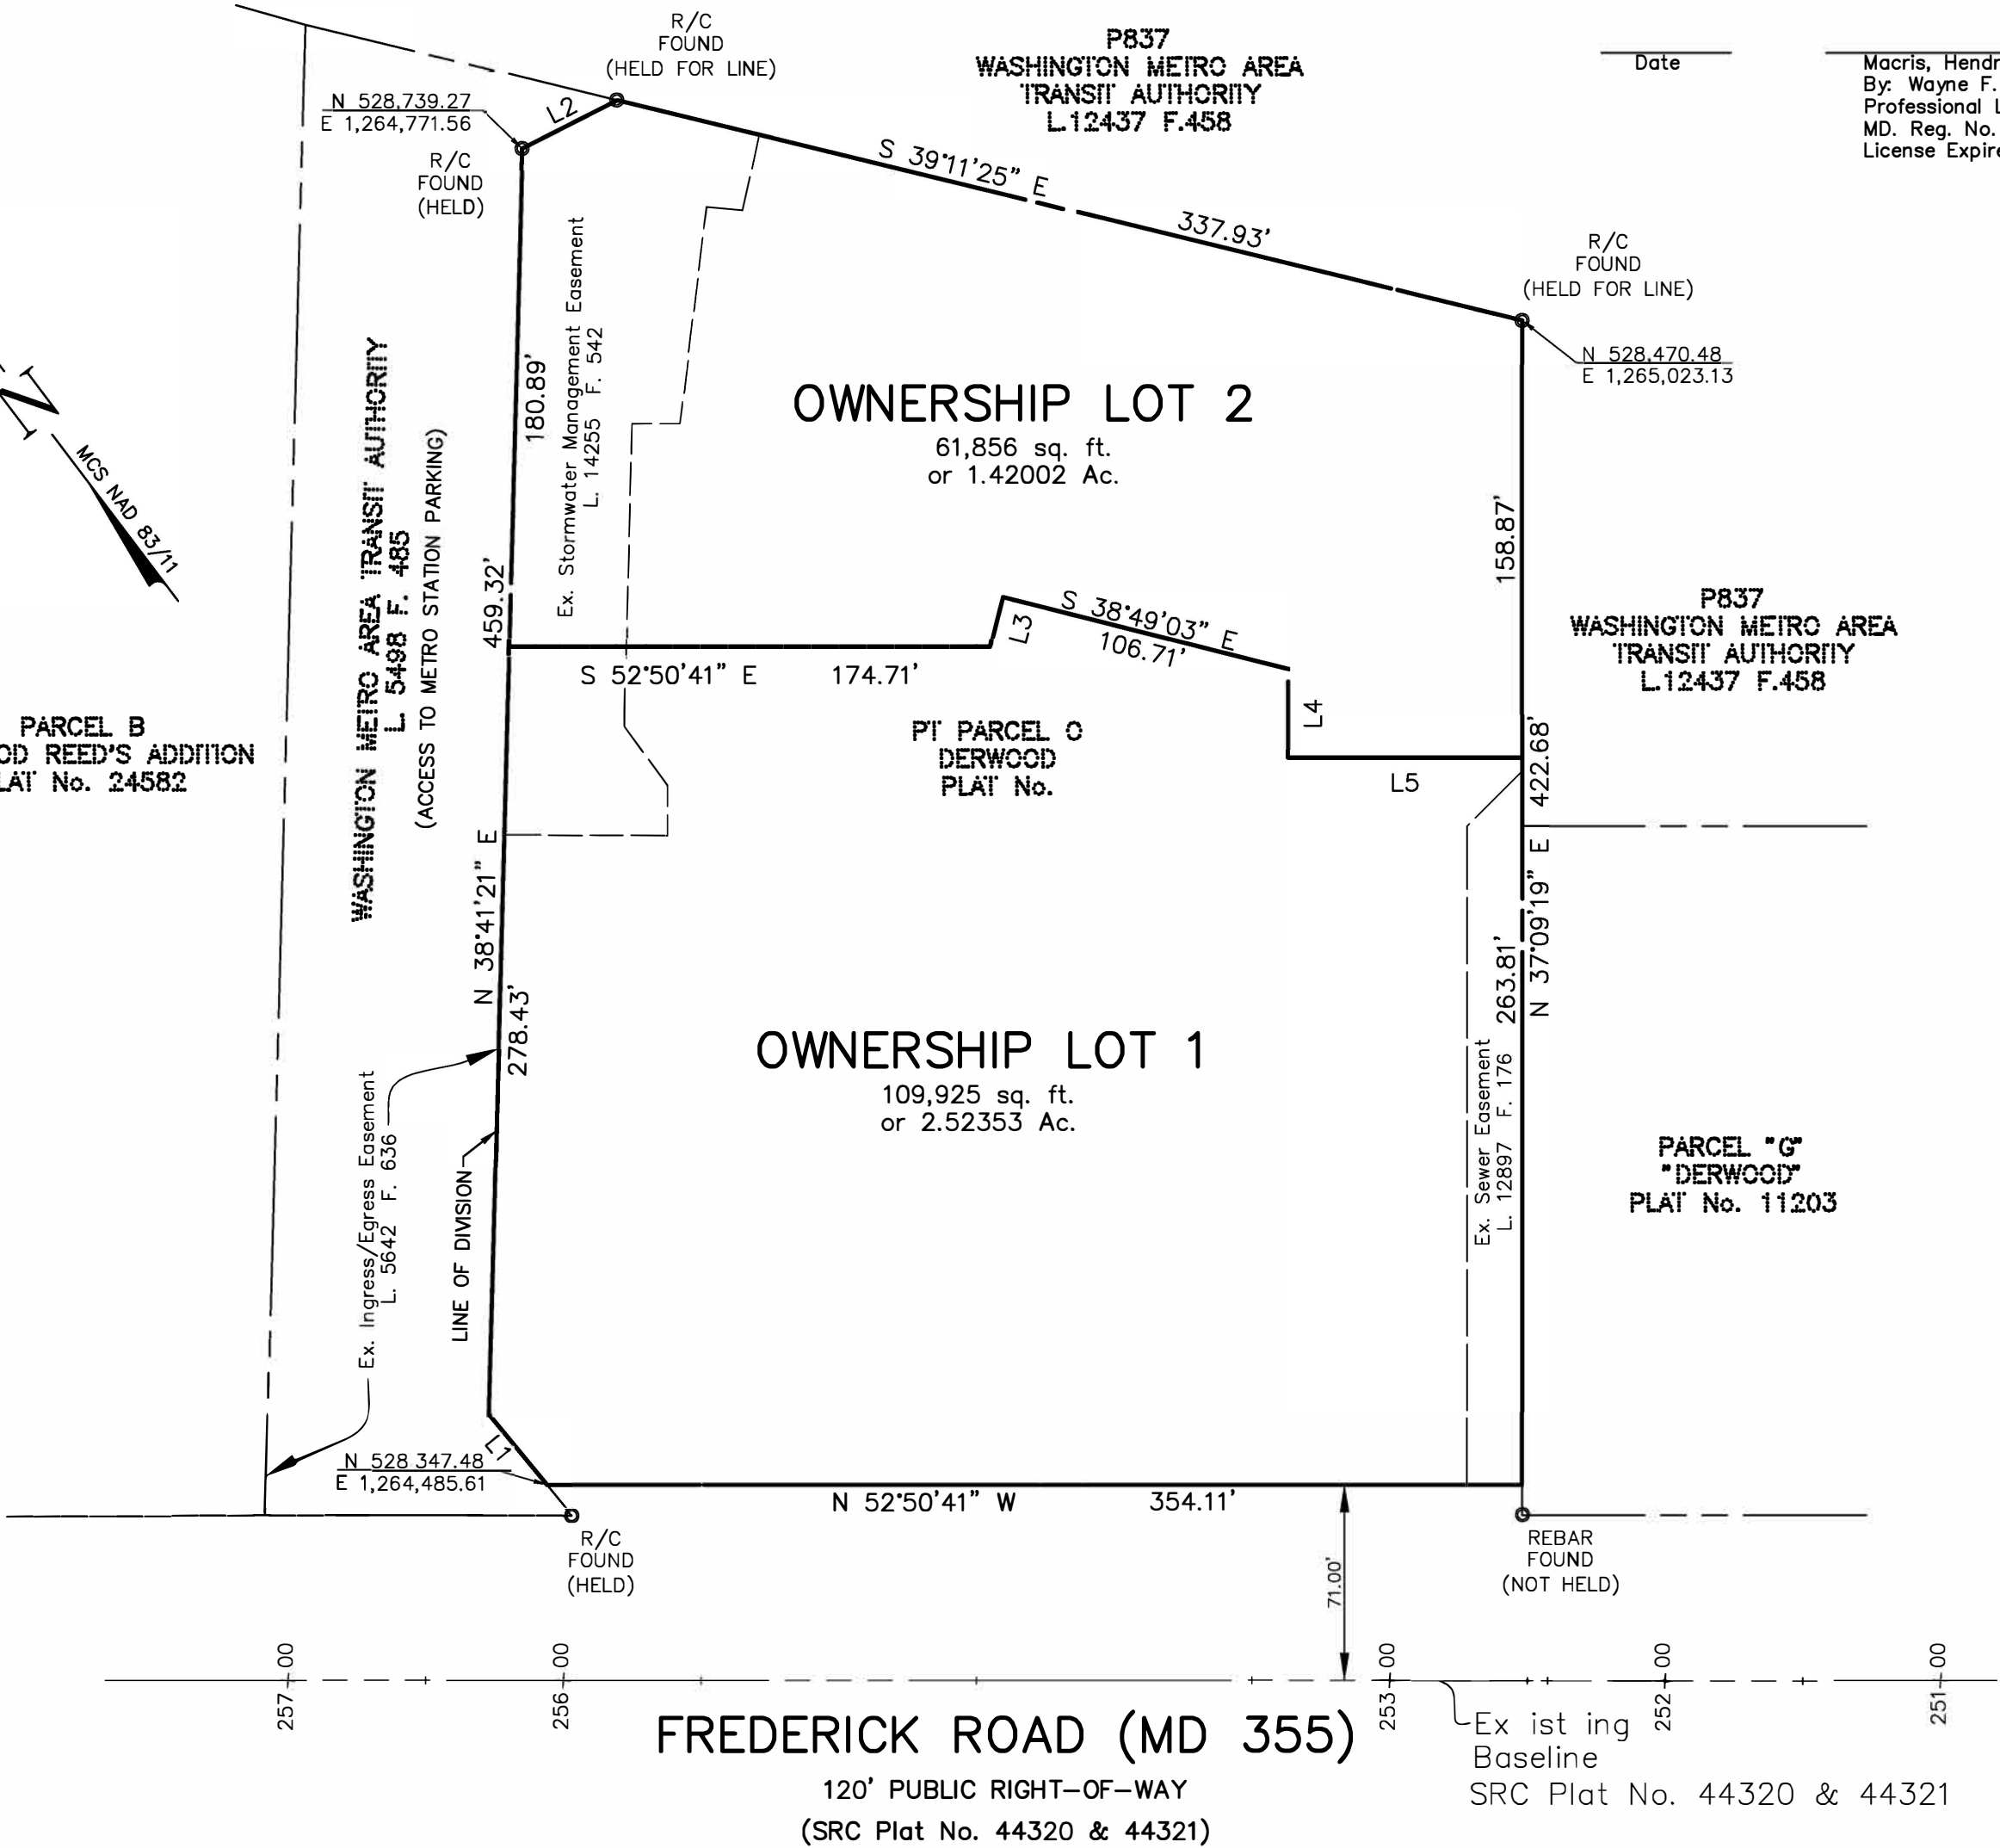 R/C
FOUND
(HELD FOR LINE)
P837
WASHINGTON METRO AREA
TRANSIT AUTHORITY
L.12437 F.458
Date
Macris, Hendr
By: Wayne F.
Professional L
MD. Reg. No.
License Expire
N 528,739.27
E 1,264,771.56
L2
R/C
FOUND
(HELD)
S 39°11'25" E
337.93'
R/C
FOUND
(HELD FOR LINE)
N 528,470.48
E 1,265,023.13
N
MCS NAD 83/11
WASHINGTON METRO AREA TRANSIT AUTHORITY
L. 5498 F. 485
(ACCESS TO METRO STATION PARKING)
180.89'
459.32'
Ex. Stormwater Management Easement
L. 14255 F. 542
OWNERSHIP LOT 2
61,856 sq. ft.
or 1.42002 Ac.
158.87'
S 52°50'41" E 174.71'
L3
S 38°49'03" E
106.71'
L4
L5
P837
WASHINGTON METRO AREA
TRANSIT AUTHORITY
L.12437 F.458
PARCEL B
OD REED'S ADDITION
LAT No. 24582
PT PARCEL O
DERWOOD
PLAT No.
422.68'
N 37°09'19" E
263.81'
N 38°41'21" E
278.43'
OWNERSHIP LOT 1
109,925 sq. ft.
or 2.52353 Ac.
Ex. Sewer Easement
L. 12897 F. 176
PARCEL "G"
"DERWOOD"
PLAT No. 11203
Ex. Ingress/Egress Easement
L. 5642 F. 636
LINE OF DIVISION
L1
N 528 347.48
E 1,264,485.61
N 52°50'41" W 354.11'
R/C
FOUND
(HELD)
REBAR
FOUND
(NOT HELD)
71.00'
257+00
256+00
253+00
252+00
251+00
FREDERICK ROAD (MD 355)
120' PUBLIC RIGHT-OF-WAY
(SRC Plat No. 44320 & 44321)
Ex ist ing
Baseline
SRC Plat No. 44320 & 44321